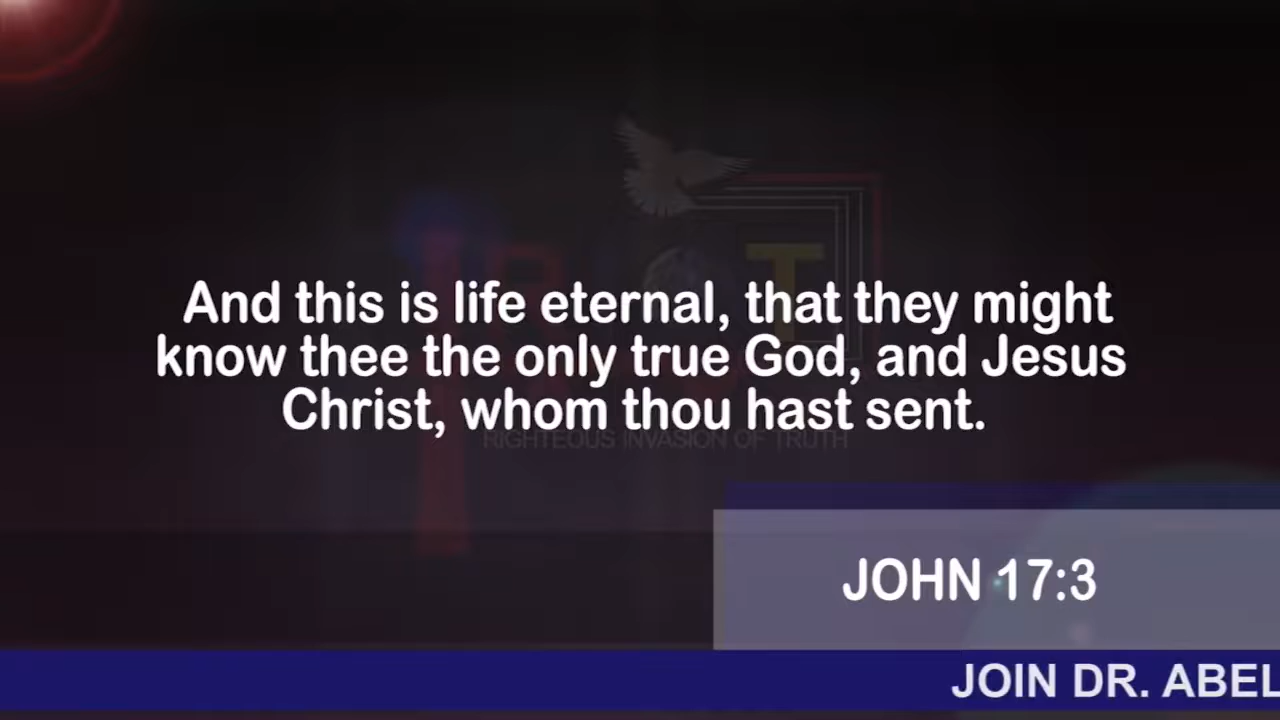 And this is life eternal, that they might
know thee the only true God, and Jesus
Christ, whom thou hast sent.
RIGHTEOUS INVASION OF TRUTH
JOHN 17:3
JOIN DR. ABEL